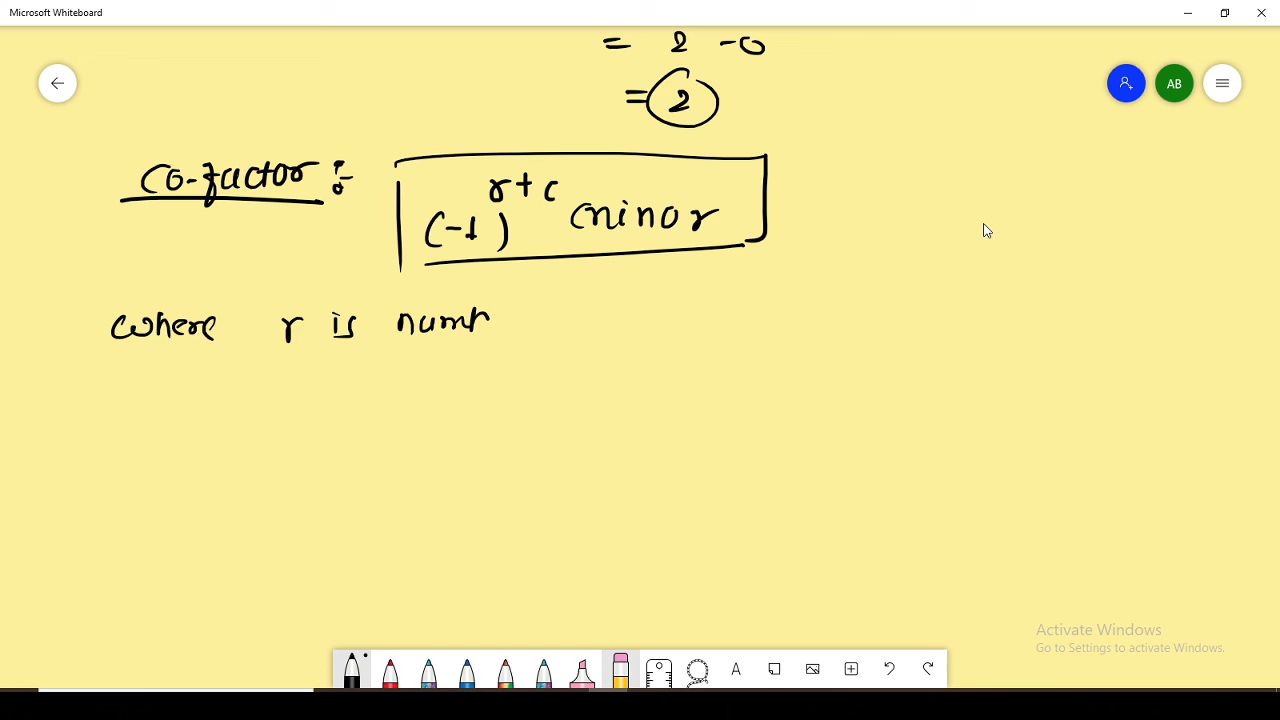 Microsoft Whiteboard
= 2 -0
= 2
AB
Co-factor :-
(-1)^{r+c} minor
where r is numb
Activate Windows
Go to Settings to activate Windows.
A